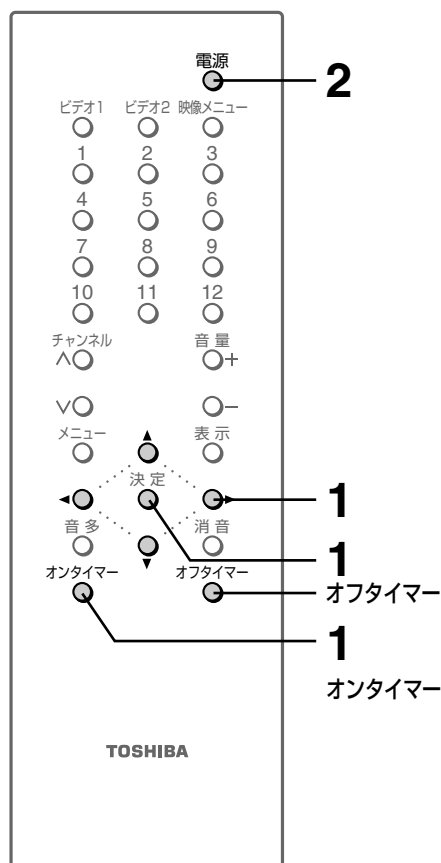 電源
2
ビデオ1 ビデオ2 映像メニュー
1 2 3
4 5 6
7 8 9
10 11 12
チャンネル 音量
∧ +
∨ −
メニュー ▲ 表示
決定
◀ ▶ 1
音多 消音
▼ 1
オンタイマー オフタイマー オフタイマー
1
オンタイマー
TOSHIBA